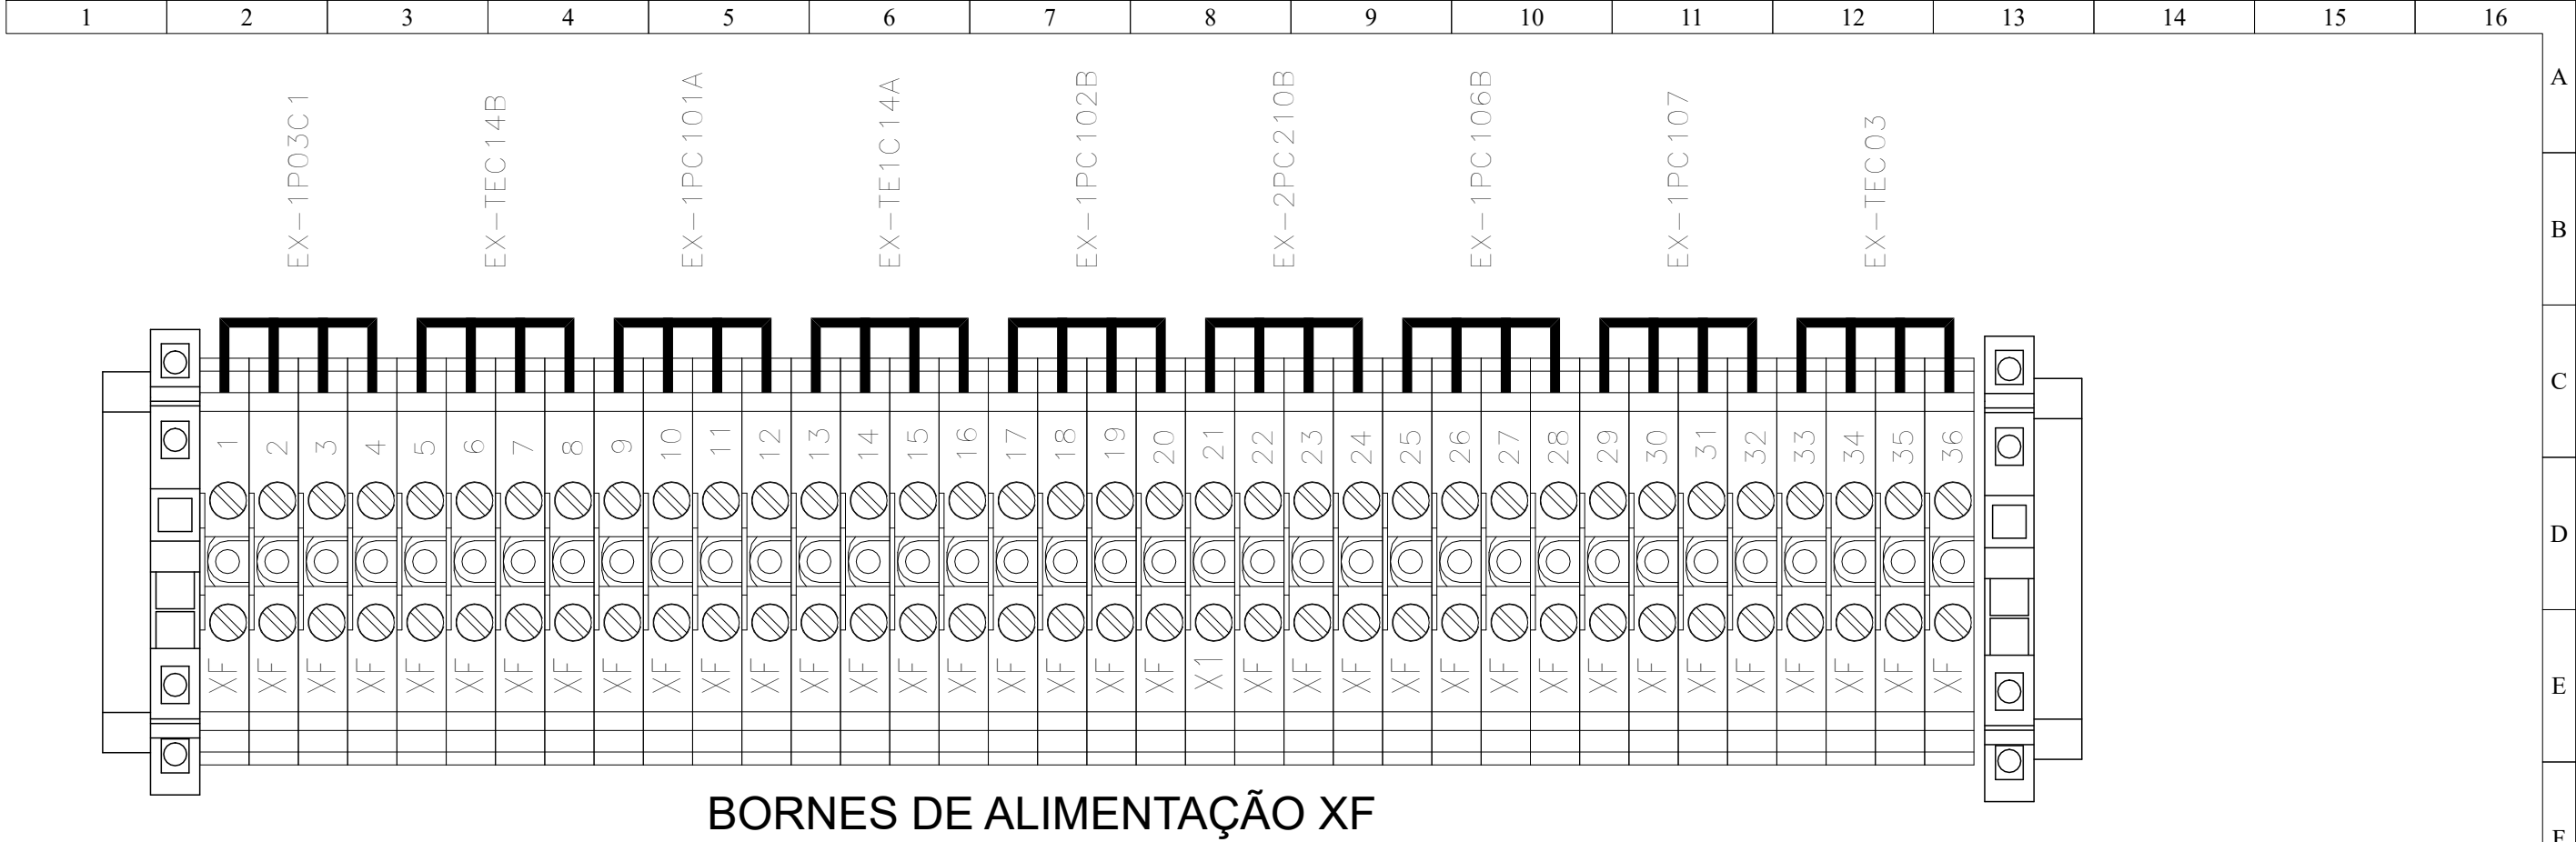 1 2 3 4 5 6 7 8 9 10 11 12 13 14 15 16
A
B
C
D
E
F
EX-1P03C1
EX-TEC14B
EX-1PC101A
EX-TE1C14A
EX-1PC102B
EX-2PC210B
EX-1PC106B
EX-1PC107
EX-TEC03
1 2 3 4 5 6 7 8 9 10 11 12 13 14 15 16 17 18 19 20 21 22 23 24 25 26 27 28 29 30 31 32 33 34 35 36
XF XF XF XF XF XF XF XF XF XF XF XF XF XF XF XF XF XF XF XF X1 XF XF XF XF XF XF XF XF XF XF XF XF XF XF XF
BORNES DE ALIMENTAÇÃO XF